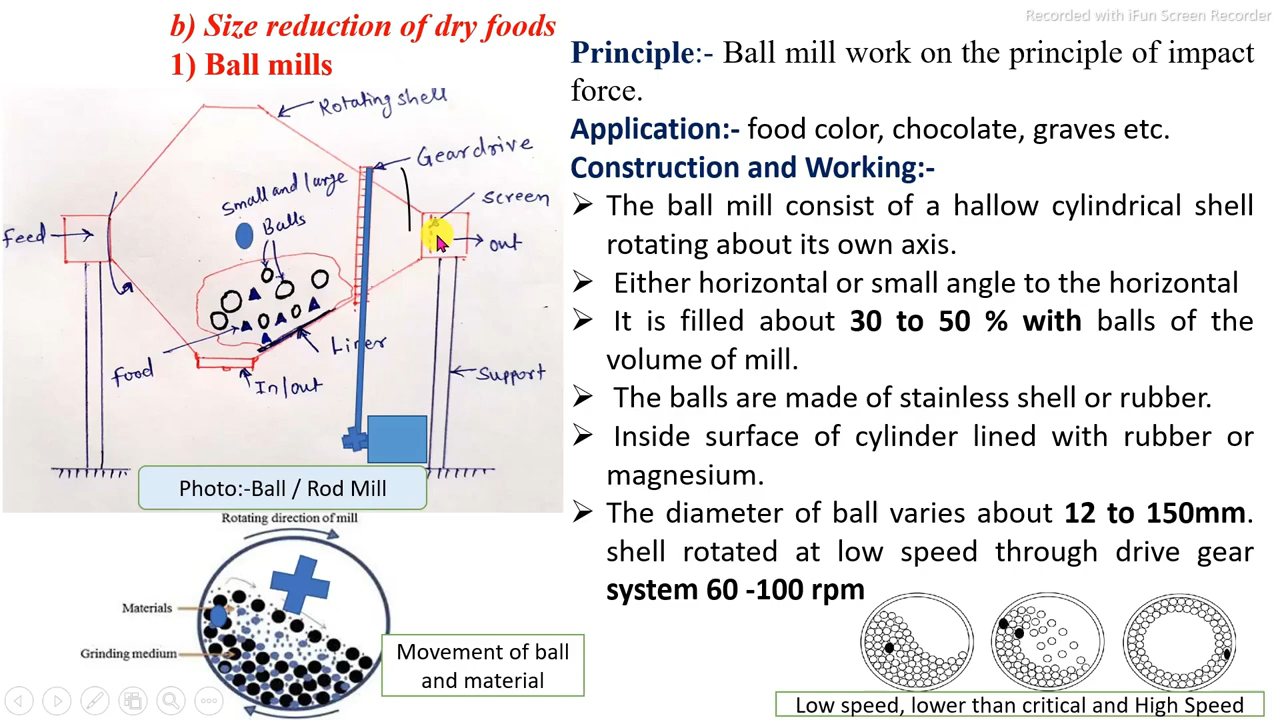 Recorded with iFun Screen Recorder
b) Size reduction of dry foods
1) Ball mills
Rotating shell
Gear drive
Small and large
Balls
Screen
feed
out
food
Liner
In/out
Support
Photo:-Ball / Rod Mill
Rotating direction of mill
Materials
Grinding medium
Movement of ball
and material
Principle:- Ball mill work on the principle of impact
force.
Application:- food color, chocolate, graves etc.
Construction and Working:-
➢ The ball mill consist of a hallow cylindrical shell
rotating about its own axis.
➢ Either horizontal or small angle to the horizontal
➢ It is filled about 30 to 50 % with balls of the
volume of mill.
➢ The balls are made of stainless shell or rubber.
➢ Inside surface of cylinder lined with rubber or
magnesium.
➢ The diameter of ball varies about 12 to 150mm.
shell rotated at low speed through drive gear
system 60 -100 rpm
Low speed, lower than critical and High Speed